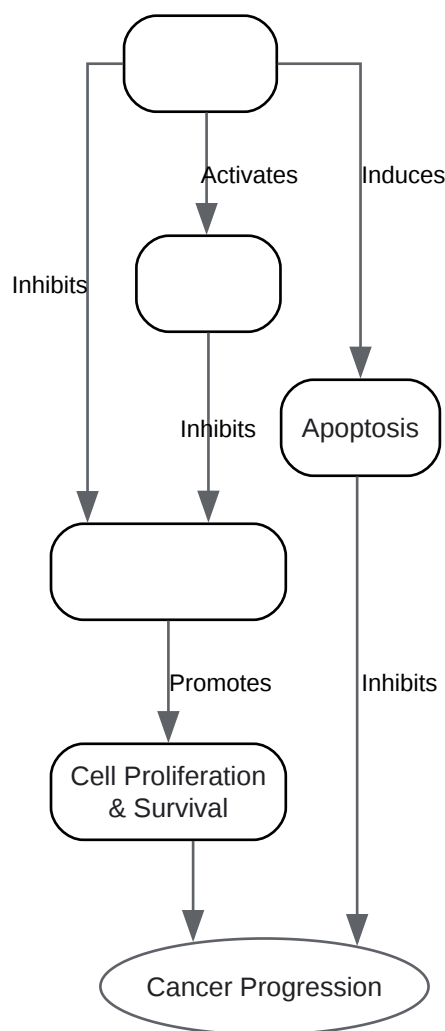 Activates
Induces
Inhibits
Inhibits
Apoptosis
Promotes
Inhibits
Cell Proliferation
& Survival
Cancer Progression